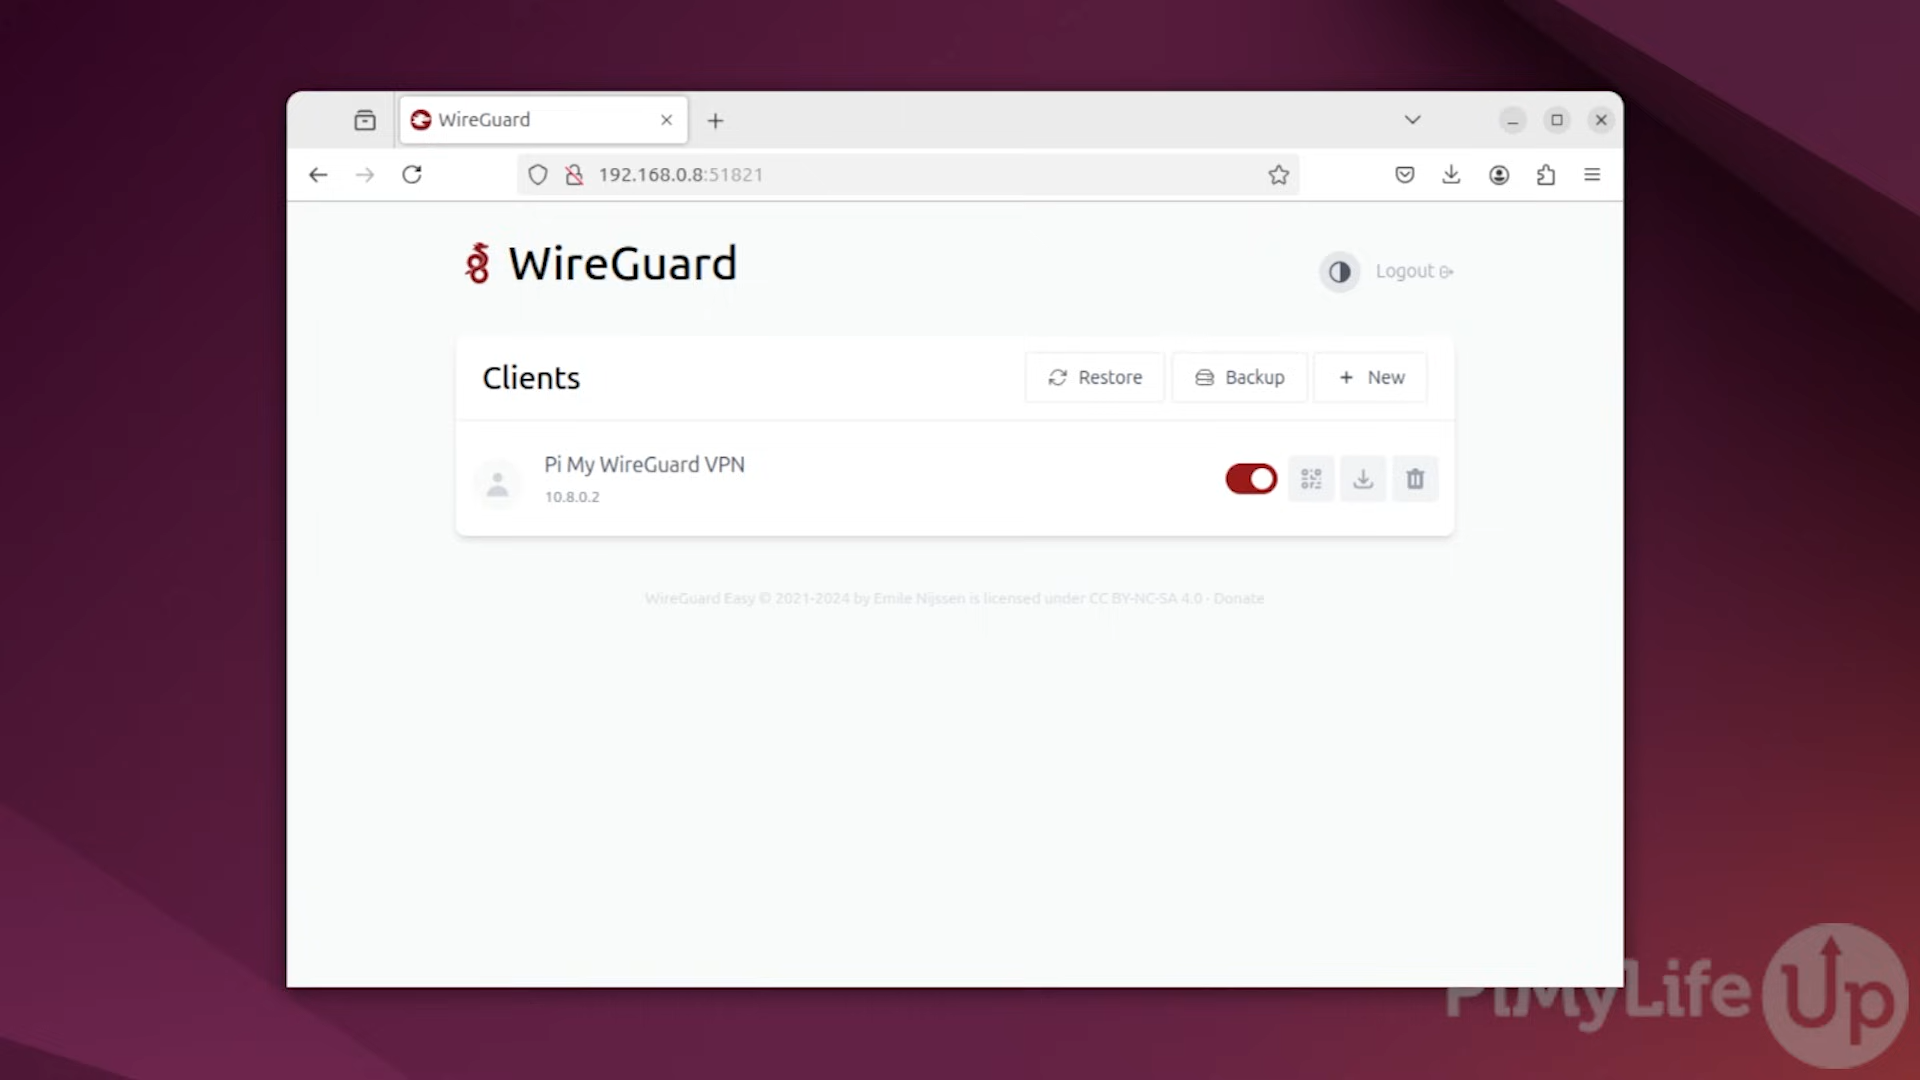 WireGuard
192.168.0.8:51821
WireGuard
Logout
Clients
Restore
Backup
New
Pi My WireGuard VPN
10.8.0.2
WireGuard Easy © 2021-2024 by Emile Nijssen is licensed under CC BY-NC-SA 4.0 · Donate
PiMyLifeUp